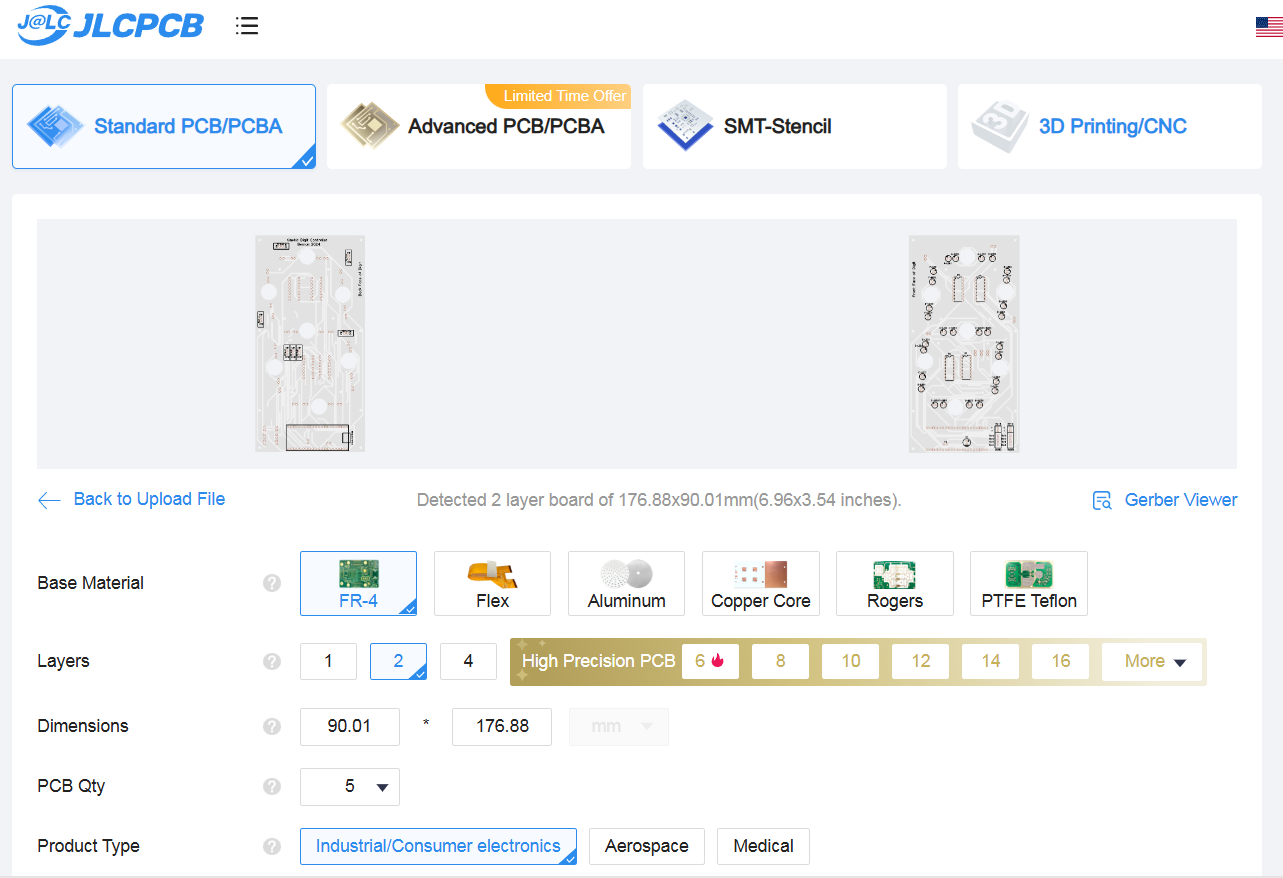 J@LC JLCPCB
Standard PCB/PCBA
Limited Time Offer
Advanced PCB/PCBA
SMT-Stencil
3D
3D Printing/CNC
Back to Upload File
Detected 2 layer board of 176.88x90.01mm(6.96x3.54 inches).
Gerber Viewer
Base Material
?
FR-4
Flex
Aluminum
Copper Core
Rogers
PTFE Teflon
Layers
?
1
2
4
High Precision PCB
6
8
10
12
14
16
More
Dimensions
?
90.01
*
176.88
mm
PCB Qty
?
5
Product Type
?
Industrial/Consumer electronics
Aerospace
Medical